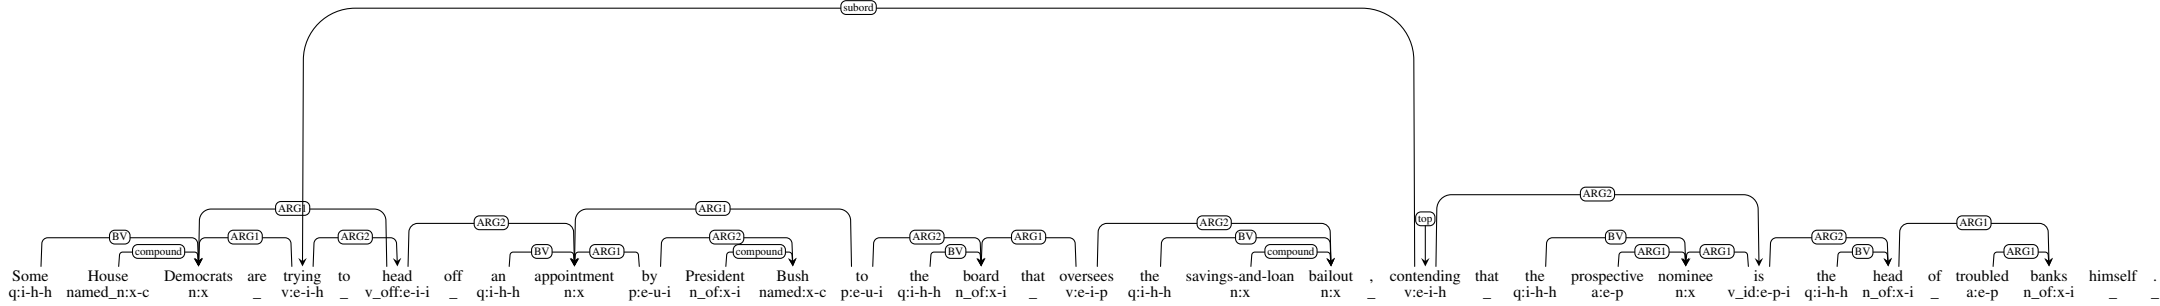 subord
ARG1 ARG2 ARG1 top ARG2
BV compound ARG1 ARG2 BV ARG1 ARG2 compound ARG2 BV ARG1 ARG2 BV compound BV ARG1 ARG1 ARG2 BV ARG1 ARG1
Some House Democrats are trying to head off an appointment by President Bush to the board that oversees the savings-and-loan bailout , contending that the prospective nominee is the head of troubled banks himself .
q:i-h-h named_n:x-c n:x _ v:e-i-h _ v_off:e-i-i _ q:i-h-h n:x p:e-u-i n_of:x-i named:x-c p:e-u-i q:i-h-h n_of:x-i _ v:e-i-p q:i-h-h n:x n:x _ v:e-i-h _ q:i-h-h a:e-p n:x v_id:e-p-i q:i-h-h n_of:x-i _ a:e-p n_of:x-i _ _